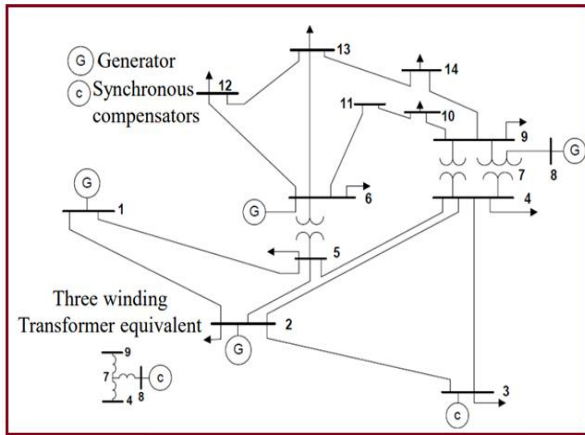 G Generator
c Synchronous
compensators
13
14
12
11
10
9
G
7
8
G
1
6
4
G
5
Three winding
Transformer equivalent
2
G
9
7
c
8
4
3
c